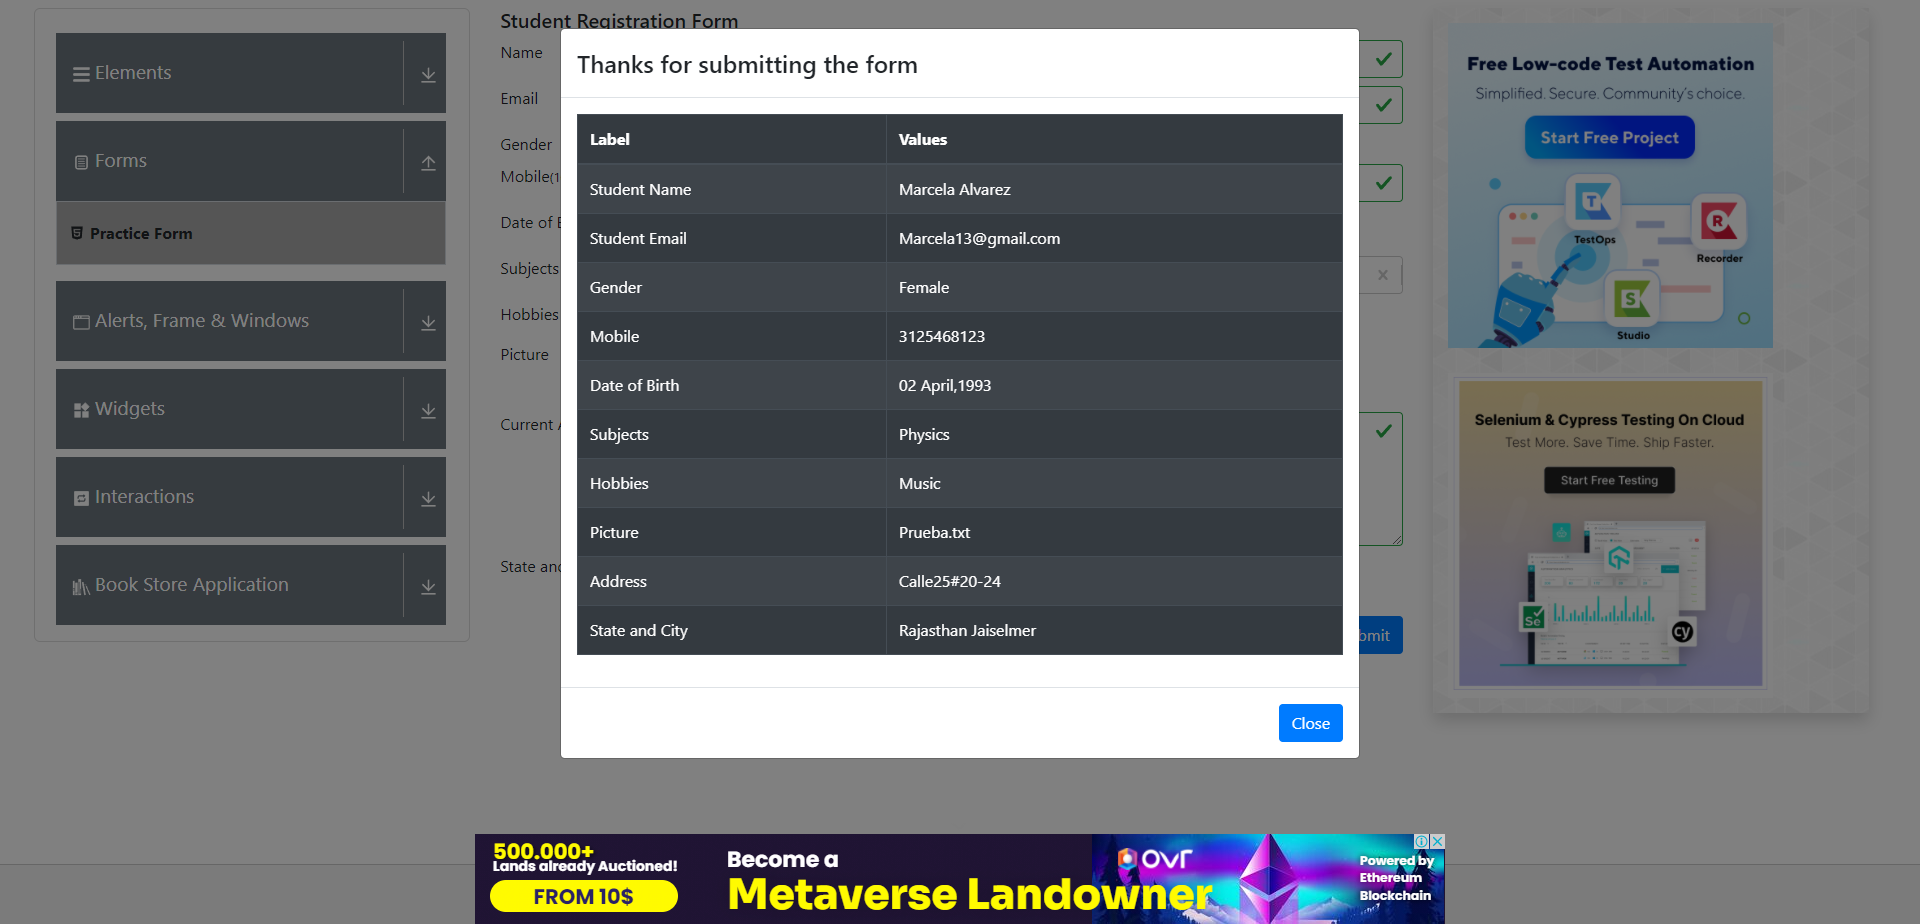 Elements
Forms
Practice Form
Alerts, Frame & Windows
Widgets
Interactions
Book Store Application
Student Registration Form
Name
Email
Gender
Mobile(1
Date of B
Subjects
Hobbies
Picture
Current A
State and
bmit
Thanks for submitting the form
Label Values
Student Name Marcela Alvarez
Student Email Marcela13@gmail.com
Gender Female
Mobile 3125468123
Date of Birth 02 April,1993
Subjects Physics
Hobbies Music
Picture Prueba.txt
Address Calle25#20-24
State and City Rajasthan Jaiselmer
Close
Free Low-code Test Automation
Simplified. Secure. Community's choice.
Start Free Project
TestOps
Recorder
Studio
Selenium & Cypress Testing On Cloud
Test More. Save Time. Ship Faster.
Start Free Testing
Se
cy
500.000+
Lands already Auctioned!
FROM 10$
Become a
Metaverse Landowner
ovr
Powered by
Ethereum
Blockchain